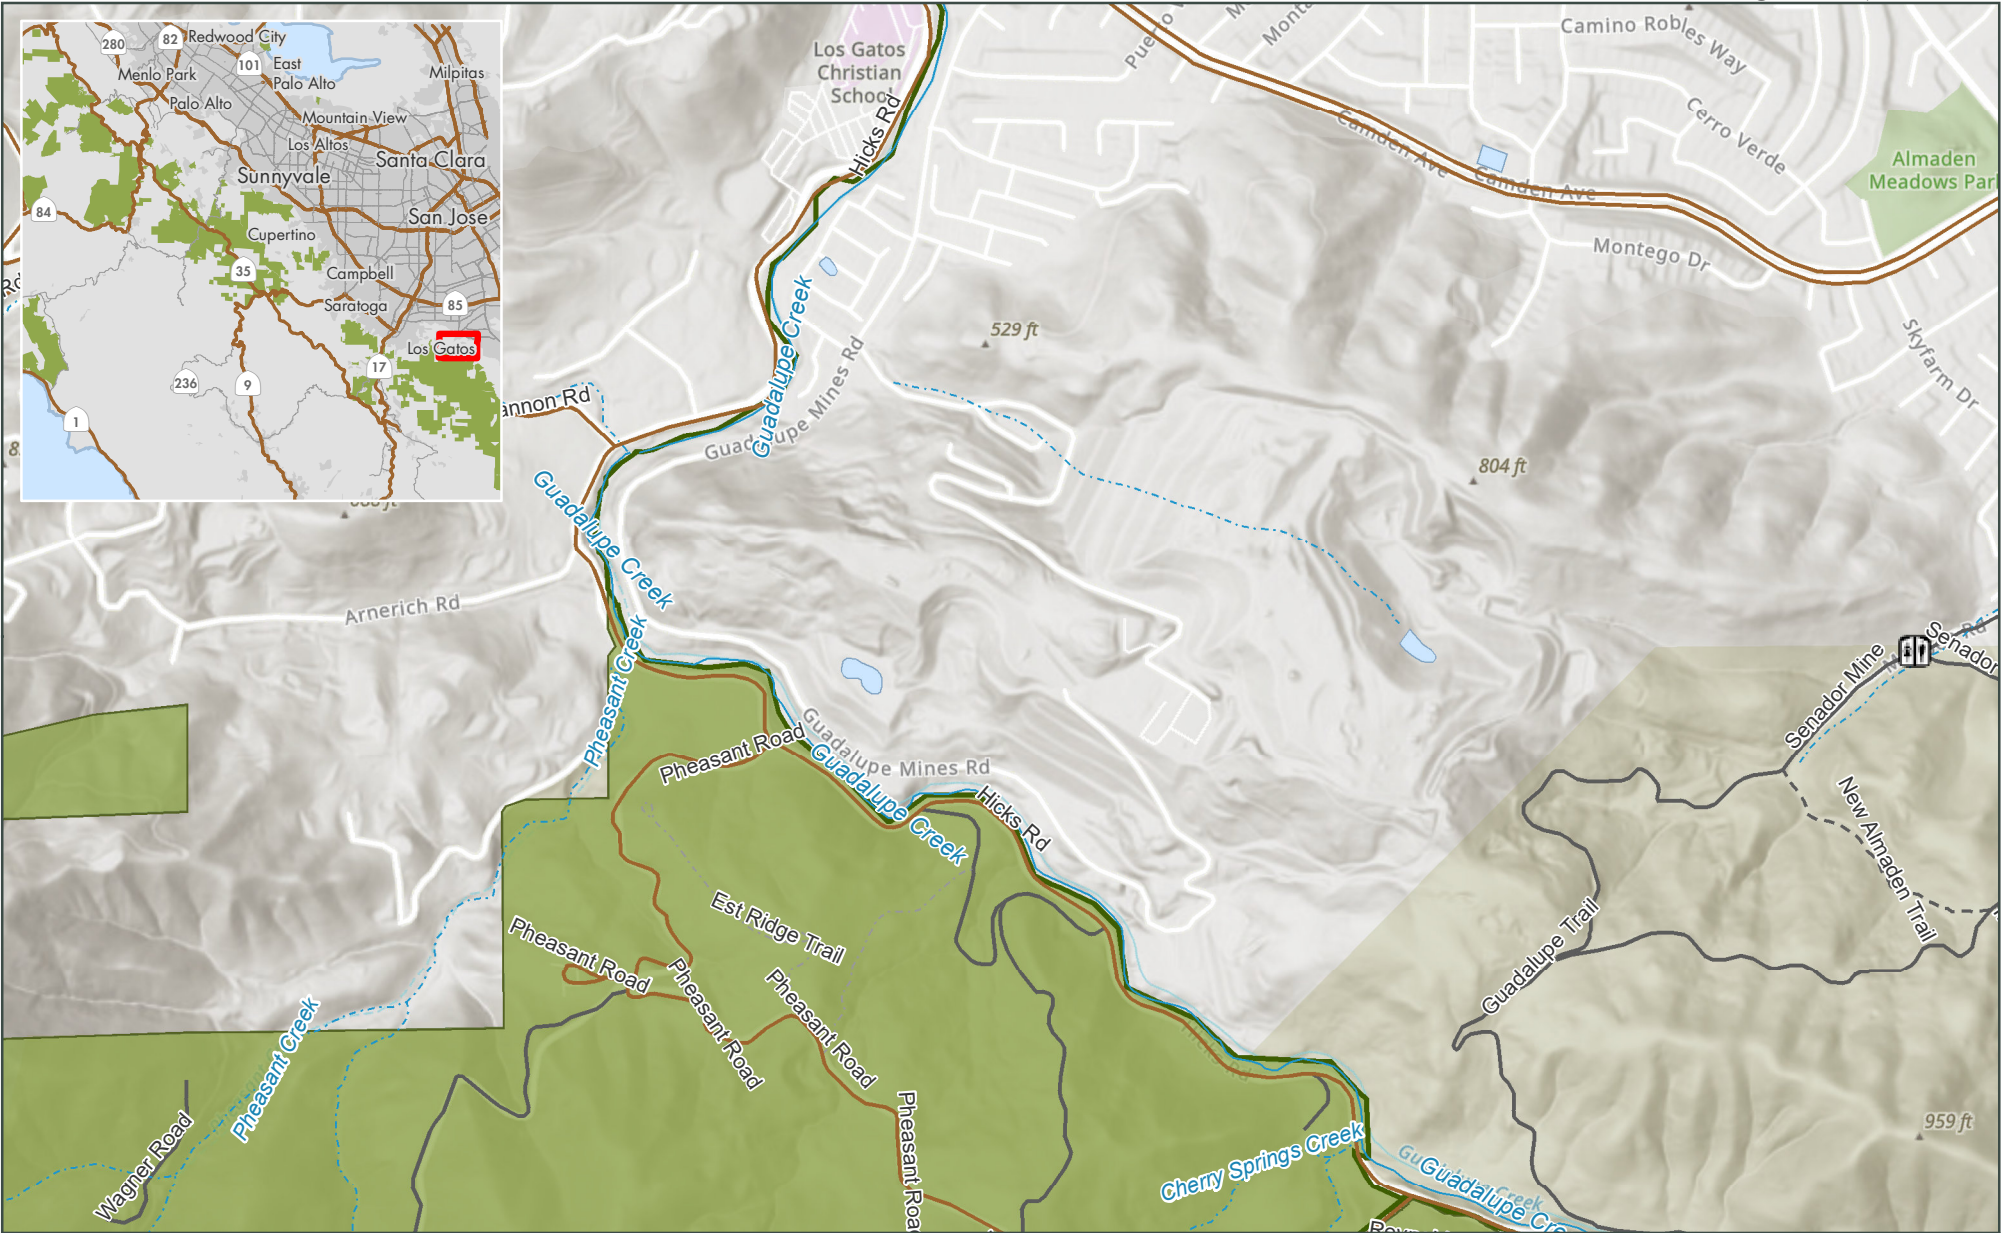 280
82
Redwood City
101
East
Palo Alto
Menlo Park
Milpitas
Palo Alto
Mountain View
Los Altos
Santa Clara
Sunnyvale
84
San Jose
Cupertino
35
Campbell
Saratoga
85
Los Gatos
17
236
9
1
Los Gatos
Christian
School
Hicks Rd
Camino Robles Way
Cerro Verde
Almaden
Meadows Park
Camden Ave
Camden Ave
Montego Dr
Skyfarm Dr
529 ft
804 ft
Guadalupe Creek
Guadalupe Mines Rd
annon Rd
Guadalupe Creek
Arnerich Rd
Pheasant Creek
Senador Mine
Senador
Rd
Guadalupe Mines Rd
Pheasant Road
Guadalupe Creek
Hicks Rd
New Almaden Trail
Est Ridge Trail
Pheasant Road
Guadalupe Trail
Pheasant Road
Pheasant Road
Pheasant Creek
Hicks Rd
Wagner Road
Pheasant Road
Cherry Springs Creek
959 ft
Guadalupe Cre